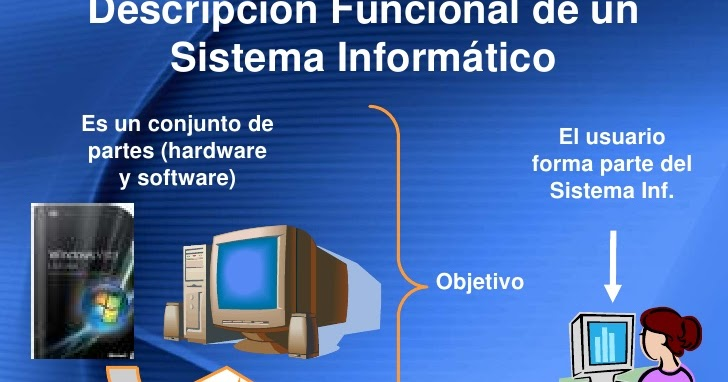 Descripción Funcional de un
Sistema Informático
Es un conjunto de
partes (hardware
y software)
El usuario
forma parte del
Sistema Inf.
Objetivo